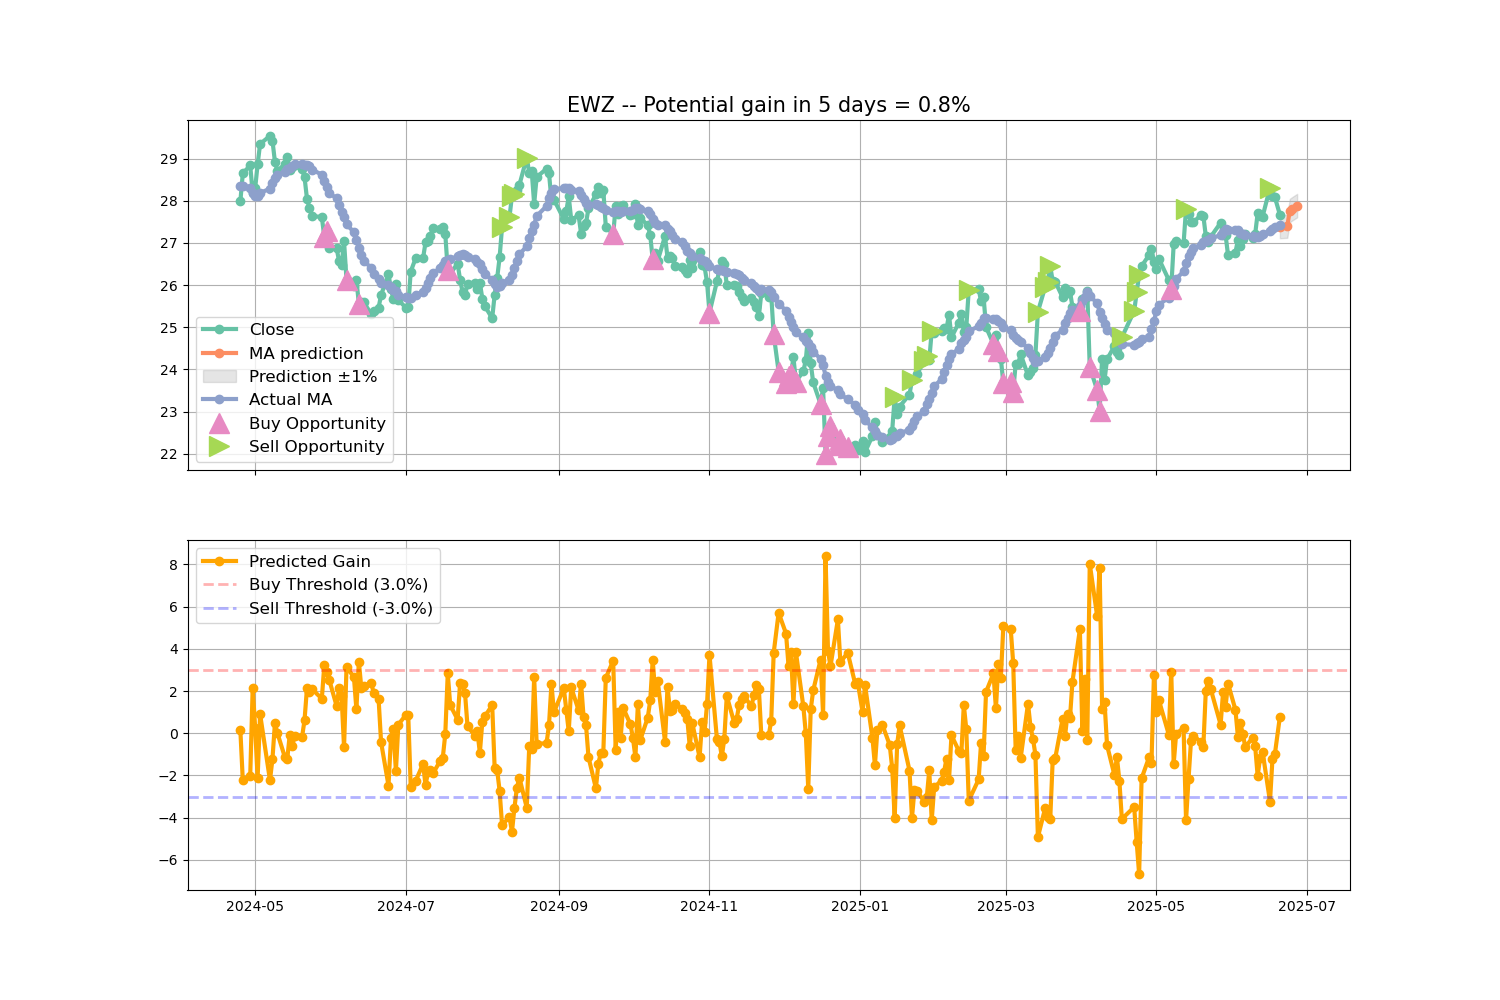 EWZ -- Potential gain in 5 days = 0.8%
29
28
27
26
25
24
23
22
Close
MA prediction
Prediction ±1%
Actual MA
Buy Opportunity
Sell Opportunity
8
6
4
2
0
−2
−4
−6
Predicted Gain
Buy Threshold (3.0%)
Sell Threshold (-3.0%)
2024-05 2024-07 2024-09 2024-11 2025-01 2025-03 2025-05 2025-07